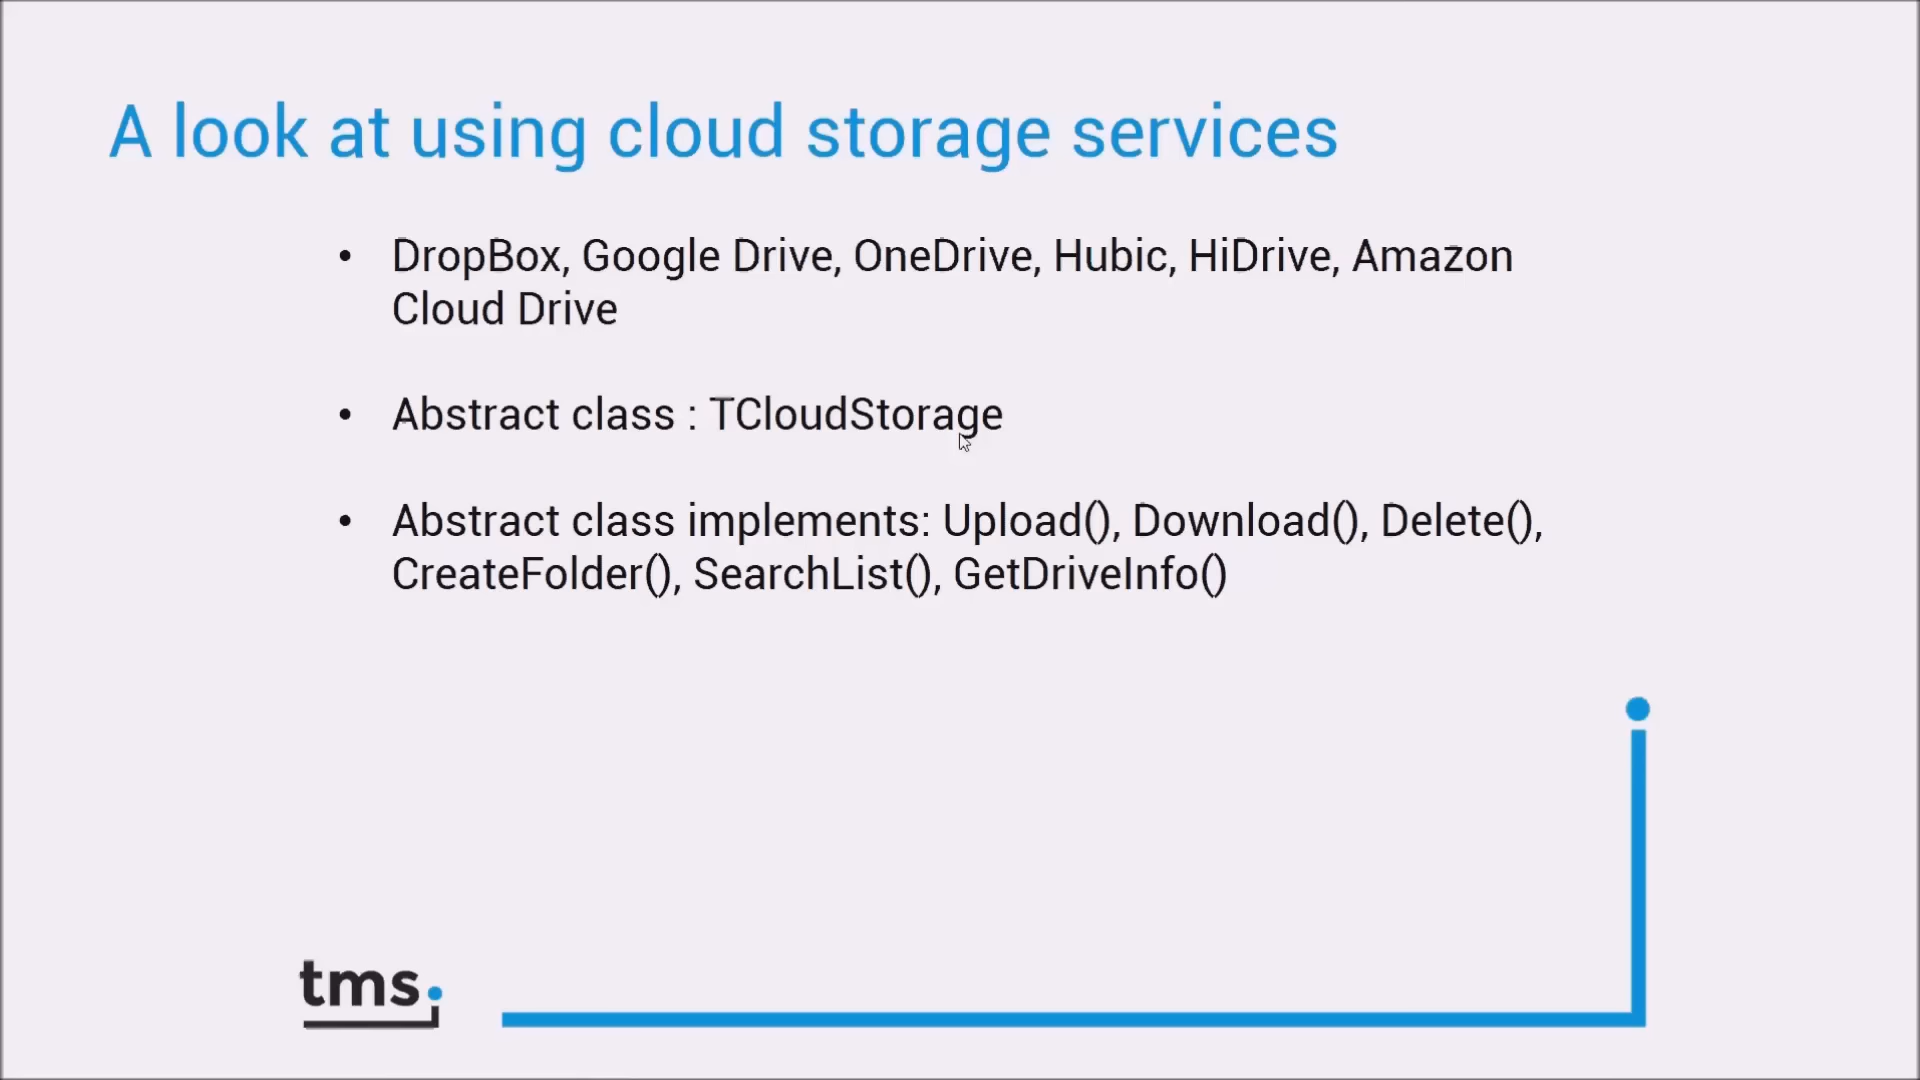 A look at using cloud storage services
• DropBox, Google Drive, OneDrive, Hubic, HiDrive, Amazon
Cloud Drive
• Abstract class : TCloudStorage
• Abstract class implements: Upload(), Download(), Delete(),
CreateFolder(), SearchList(), GetDriveInfo()
tms